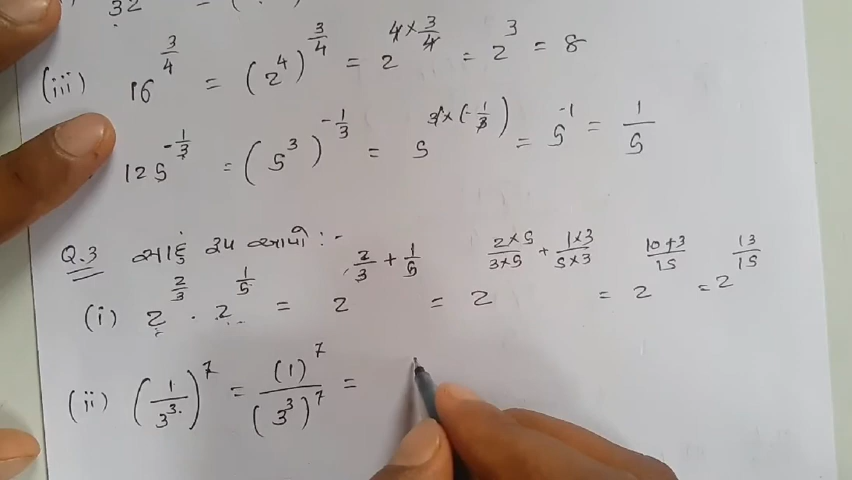 32 = (
(iii) 16^{3/4} = (2^4)^{3/4} = 2^{4×3/4} = 2^3 = 8
125^{-1/3} = (5^3)^{-1/3} = 5^{3×(-1/3)} = 5^{-1} = 1/5
Q.3 સાદું રૂપ આપો :-
(i) 2^{2/3} · 2^{1/5} = 2^{2/3 + 1/5} = 2^{2×5/3×5 + 1×3/5×3} = 2^{10+3/15} = 2^{13/15}
(ii) (1/3^3)^7 = (1)^7/(3^3)^7 =